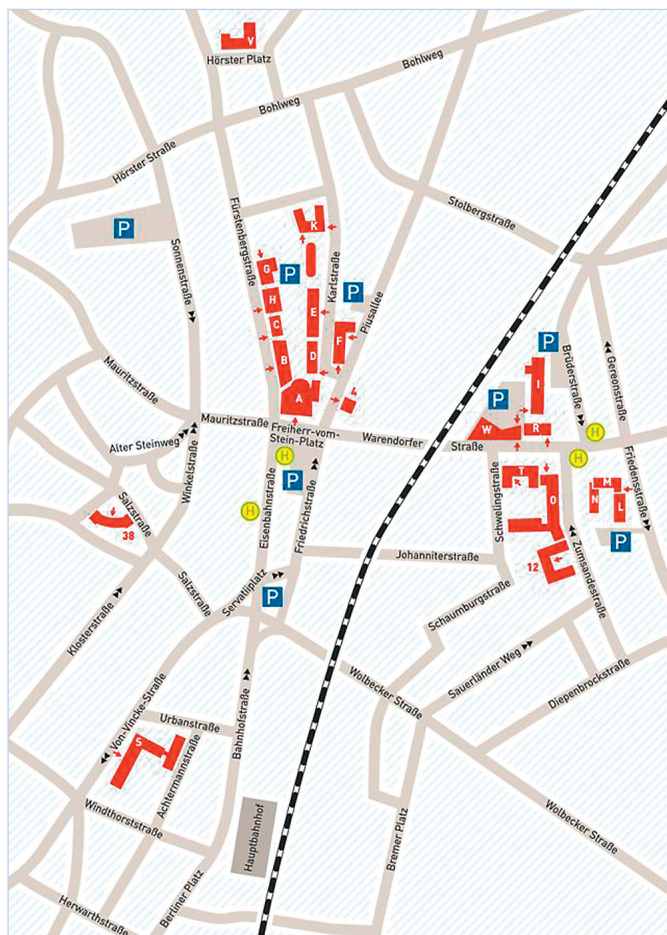 V
Hörster Platz
Bohlweg
Bohlweg
Hörster Straße
P
Sonnenstraße
Fürstenbergstraße
Stolbergstraße
K
G
P
Karlstraße
P
Piusallee
H
E
C
F
B
D
A
4
P
Brüderstraße
Gereonstraße
I
P
Mauritzstraße
Mauritzstraße
Freiherr-vom-
Stein-Platz
Warendorfer
Straße
W
R
H
H
Alter Steinweg
Winkelstraße
H
P
H
Eisenbahnstraße
Friedrichstraße
Schwelingstraße
T
O
M
N
L
Friedensstraße
P
Salzstraße
38
Johanniterstraße
12
Zumsandestraße
Salzstraße
Servatiiplatz
P
Klosterstraße
Schaumburgstraße
Sauerländer Weg
Wolbecker Straße
Diepenbrockstraße
Von-Vincke-Straße
Urbanstraße
S
Bahnhofstraße
Achtermannstraße
Windthorststraße
Hauptbahnhof
Bremer Platz
Wolbecker Straße
Berliner Platz
Herwarthstraße